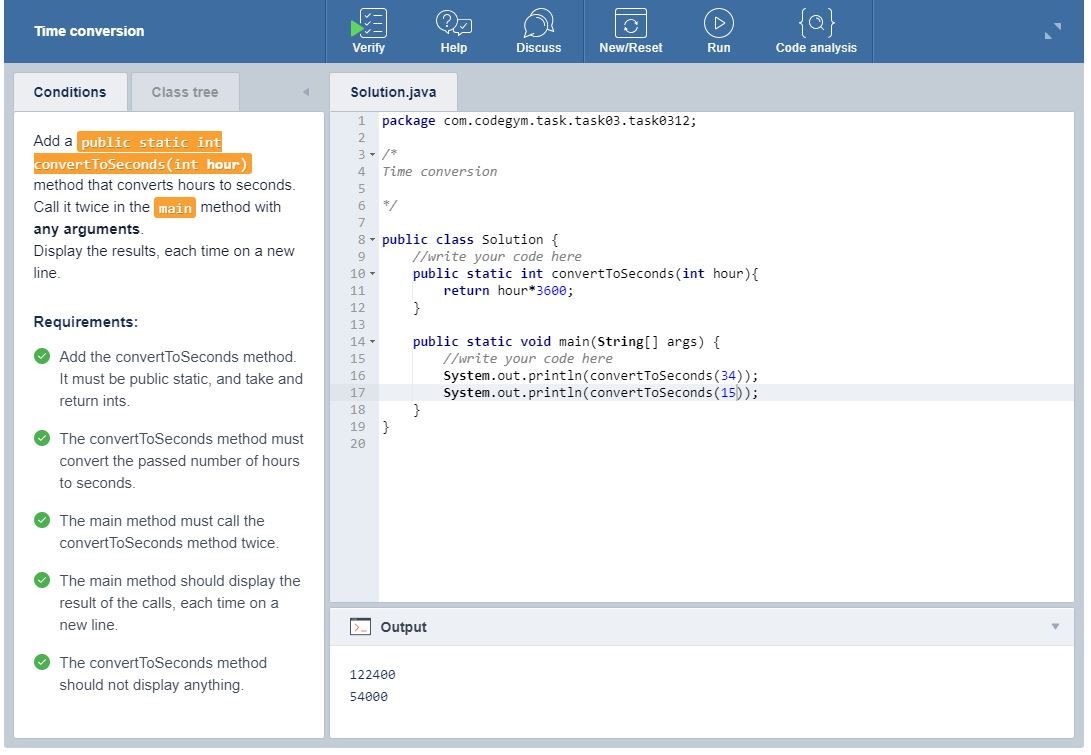 Time conversion
Verify
Help
Discuss
New/Reset
Run
Code analysis
Conditions
Class tree
Add a public static int
convertToSeconds(int hour)
method that converts hours to seconds.
Call it twice in the main method with
any arguments.
Display the results, each time on a new
line.
Requirements:
Add the convertToSeconds method.
It must be public static, and take and
return ints.
The convertToSeconds method must
convert the passed number of hours
to seconds.
The main method must call the
convertToSeconds method twice.
The main method should display the
result of the calls, each time on a
new line.
The convertToSeconds method
should not display anything.
Solution.java
1 package com.codegym.task.task03.task0312;
2
3 /*
4 Time conversion
5
6 */
7
8 public class Solution {
9     //write your code here
10     public static int convertToSeconds(int hour){
11         return hour*3600;
12     }
13
14     public static void main(String[] args) {
15         //write your code here
16         System.out.println(convertToSeconds(34));
17         System.out.println(convertToSeconds(15));
18     }
19 }
20
Output
122400
54000